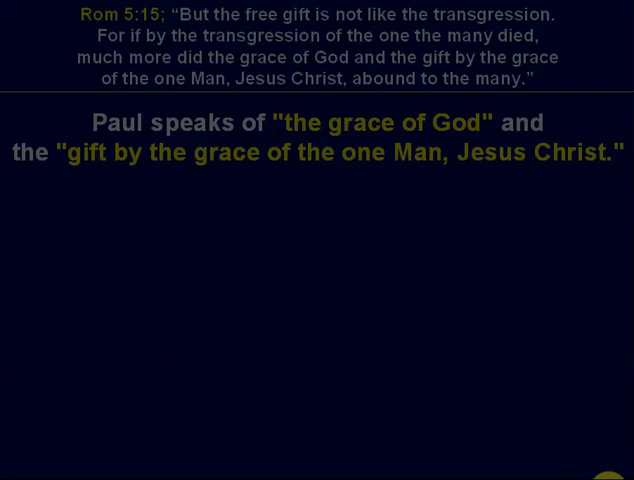 Rom 5:15; “But the free gift is not like the transgression.
For if by the transgression of the one the many died,
much more did the grace of God and the gift by the grace
of the one Man, Jesus Christ, abound to the many.”
Paul speaks of "the grace of God" and
the "gift by the grace of the one Man, Jesus Christ."